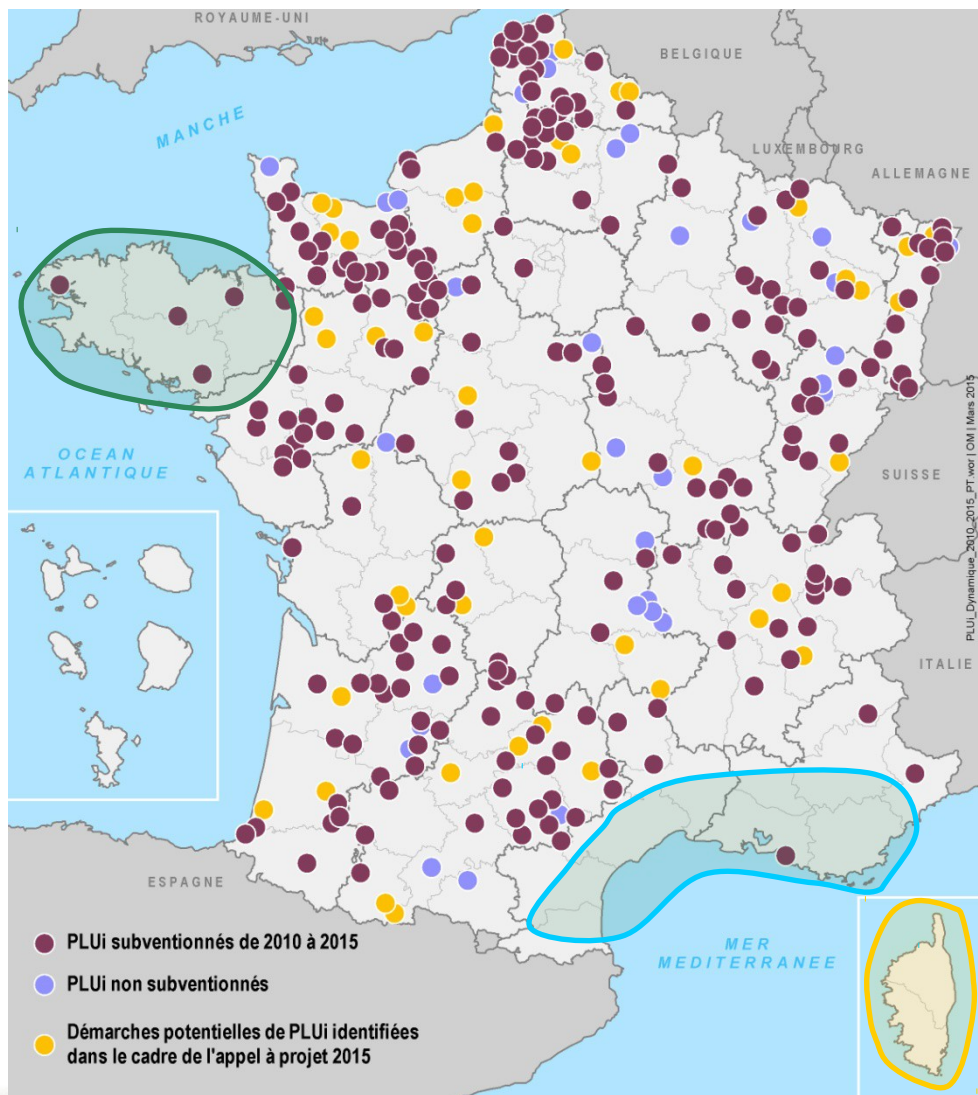 ROYAUME-UNI
BELGIQUE
MANCHE
LUXEMBOURG
ALLEMAGNE
OCEAN
ATLANTIQUE
SUISSE
PLUi_Dynamique_2010_2015_PT.wor | OM | Mars 2015
ITALIE
ESPAGNE
MER
MEDITERRANEE
PLUi subventionnés de 2010 à 2015
PLUi non subventionnés
Démarches potentielles de PLUi identifiées
dans le cadre de l'appel à projet 2015